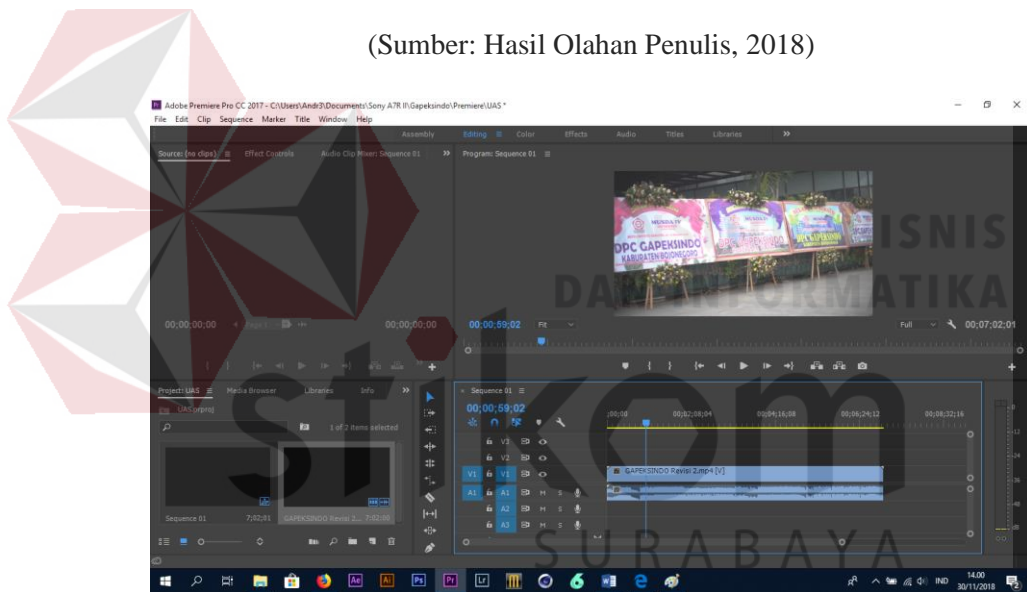 (Sumber: Hasil Olahan Penulis, 2018)
Adobe Premiere Pro CC 2017 - C:\Users\Andr3\Documents\Sony A7R II\Gapeksindo\Premiere\UAS *
File Edit Clip Sequence Marker Title Window Help
Assembly Editing Color Effects Audio Titles Libraries
Source: (no clips) Effect Controls Audio Clip Mixer: Sequence 01 Program: Sequence 01
DPC GAPEKSINDO
KABUPATEN BOJONEGORO
BISNIS
DAN INFORMATIKA
00;00;00;00 00;00;00;00 00;00;59;02 Fit Full 00;07;02;01
Project: UAS Media Browser Libraries Info Sequence 01
UAS.prproj 00;00;59;02 ;00;00 00;02;08;04 00;04;16;08 00;06;24;12 00;08;32;16
1 of 2 items selected
V3
V2
V1 V1 GAPEKSINDO Revisi 2.mp4 [V]
A1 A1 M S
A2 M S
A3 M S
Sequence 01 7;02;01 GAPEKSINDO Revisi 2... 7;02;00
stikom
SURABAYA
Ae Ai Ps Pr Lr IND 14.00
30/11/2018